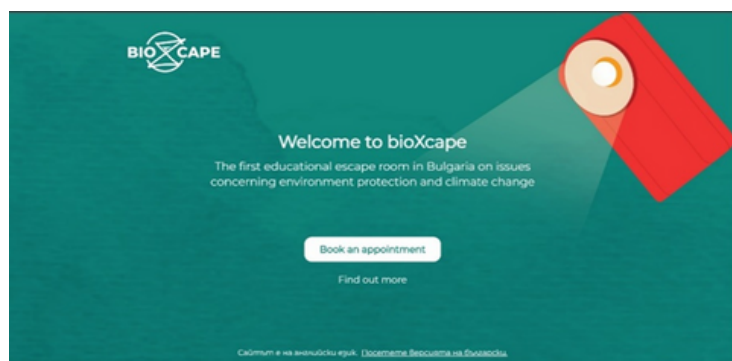 BIOXCAPE
Welcome to bioXcape
The first educational escape room in Bulgaria on issues
concerning environment protection and climate change
Book an appointment
Find out more
Сайтът е на английски език. Посетете версията на български.